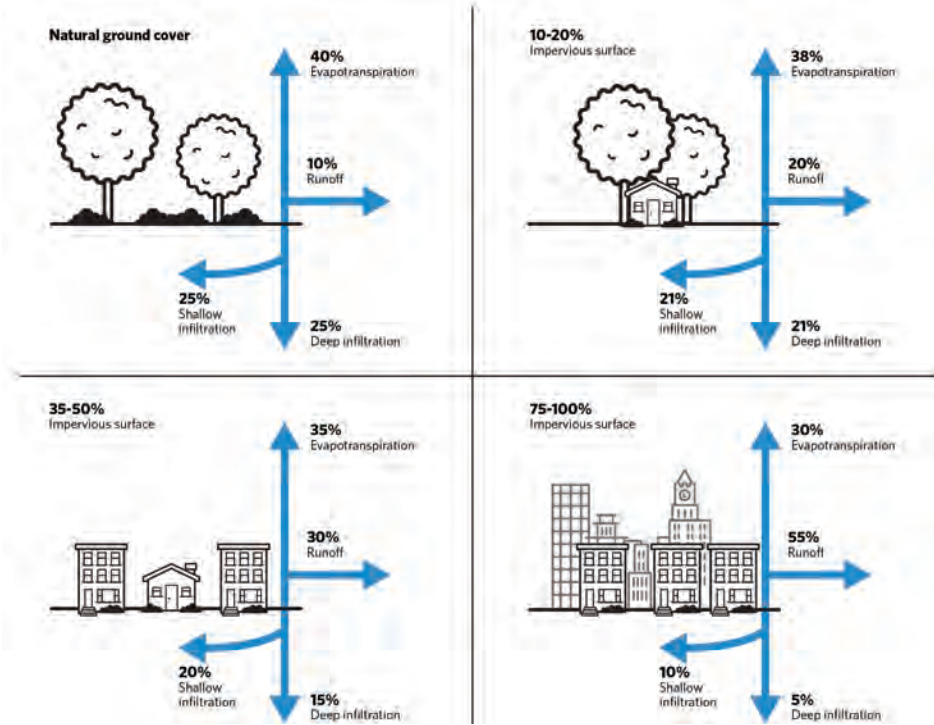 Natural ground cover
40%
Evapotranspiration
10%
Runoff
25%
Shallow
infiltration
25%
Deep infiltration
10-20%
Impervious surface
38%
Evapotranspiration
20%
Runoff
21%
Shallow
infiltration
21%
Deep infiltration
35-50%
Impervious surface
35%
Evapotranspiration
30%
Runoff
20%
Shallow
infiltration
15%
Deep infiltration
75-100%
Impervious surface
30%
Evapotranspiration
55%
Runoff
10%
Shallow
infiltration
5%
Deep infiltration